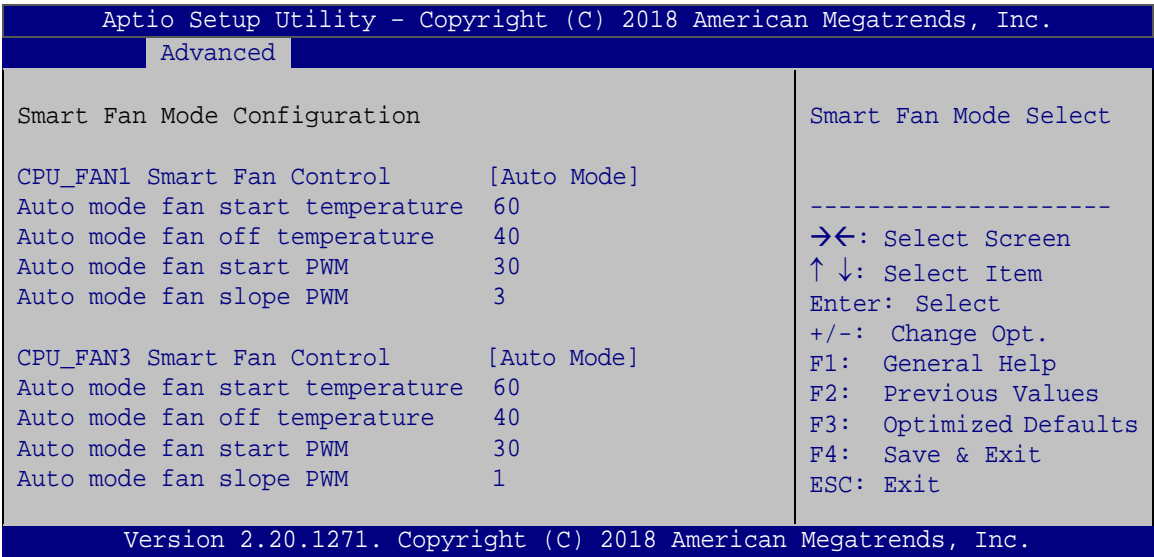 Aptio Setup Utility – Copyright (C) 2018 American Megatrends, Inc.
Advanced
Smart Fan Mode Configuration
CPU_FAN1 Smart Fan Control [Auto Mode]
Auto mode fan start temperature 60
Auto mode fan off temperature 40
Auto mode fan start PWM 30
Auto mode fan slope PWM 3
CPU_FAN3 Smart Fan Control [Auto Mode]
Auto mode fan start temperature 60
Auto mode fan off temperature 40
Auto mode fan start PWM 30
Auto mode fan slope PWM 1
Smart Fan Mode Select
---------------------
→←: Select Screen
↑ ↓: Select Item
Enter: Select
+/-: Change Opt.
F1: General Help
F2: Previous Values
F3: Optimized Defaults
F4: Save & Exit
ESC: Exit
Version 2.20.1271. Copyright (C) 2018 American Megatrends, Inc.